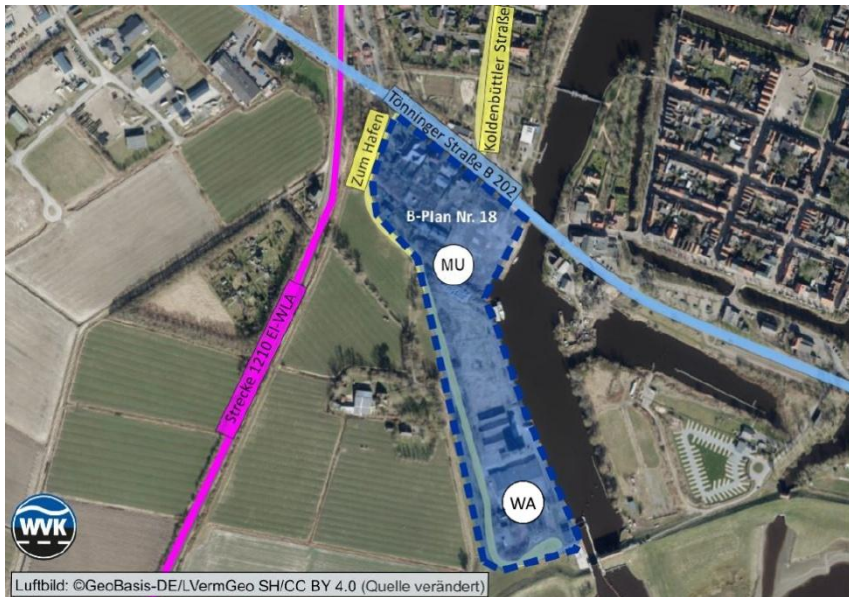 Koldenbüttler Straße
Tönninger Straße B 202
Zum Hafen
B-Plan Nr. 18
MU
Strecke 1210 El-WLA
WA
WVK
Luftbild: ©GeoBasis-DE/LVermGeo SH/CC BY 4.0 (Quelle verändert)